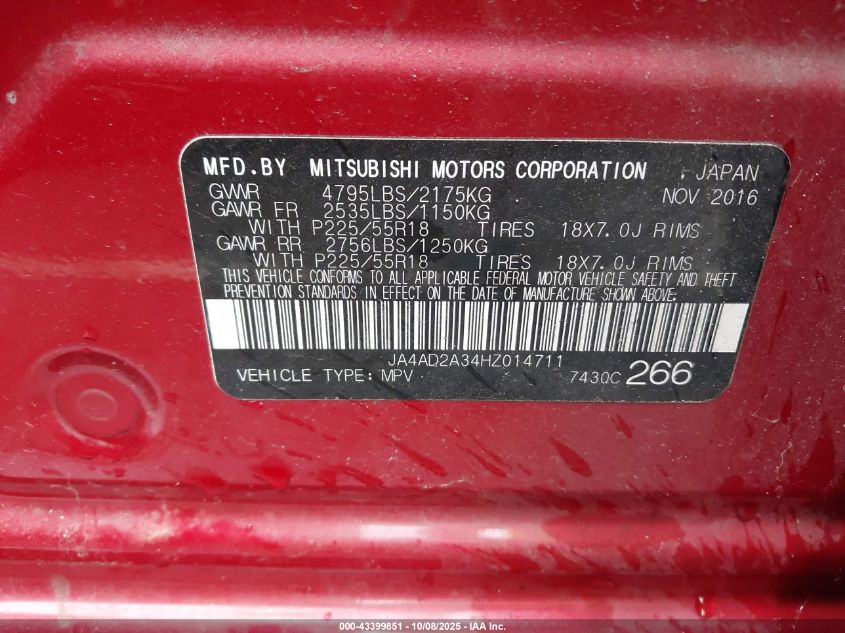 MFD.BY MITSUBISHI MOTORS CORPORATION JAPAN
GVWR 4795LBS/2175KG NOV 2016
GAWR FR 2535LBS/1150KG
WITH P225/55R18 TIRES 18X7.0J RIMS
GAWR RR 2756LBS/1250KG
WITH P225/55R18 TIRES 18X7.0J RIMS
THIS VEHICLE CONFORMS TO ALL APPLICABLE FEDERAL MOTOR VEHICLE SAFETY AND THEFT
PREVENTION STANDARDS IN EFFECT ON THE DATE OF MANUFACTURE SHOWN ABOVE.
JA4AD2A34HZ014711
VEHICLE TYPE: MPV 7430C 266
000-43399851 - 10/08/2025 - IAA Inc.